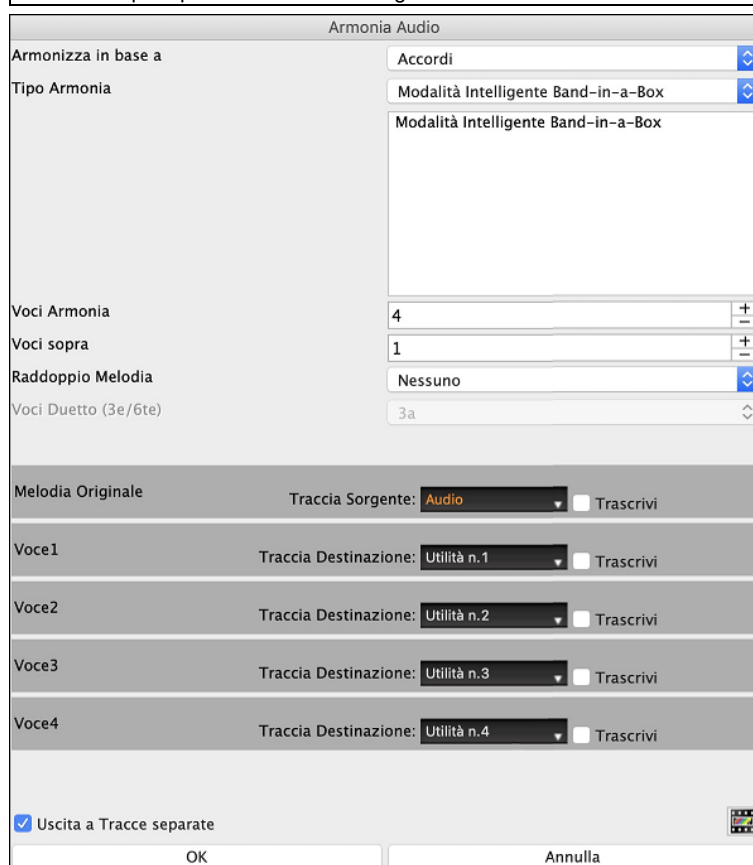 Armonia Audio
Armonizza in base a Accordi
Tipo Armonia Modalità Intelligente Band-in-a-Box
Modalità Intelligente Band-in-a-Box
Voci Armonia 4 + −
Voci sopra 1 + −
Raddoppio Melodia Nessuno
Voci Duetto (3e/6te) 3a
Melodia Originale Traccia Sorgente: Audio Trascrivi
Voce1 Traccia Destinazione: Utilità n.1 Trascrivi
Voce2 Traccia Destinazione: Utilità n.2 Trascrivi
Voce3 Traccia Destinazione: Utilità n.3 Trascrivi
Voce4 Traccia Destinazione: Utilità n.4 Trascrivi
Uscita a Tracce separate
OK Annulla